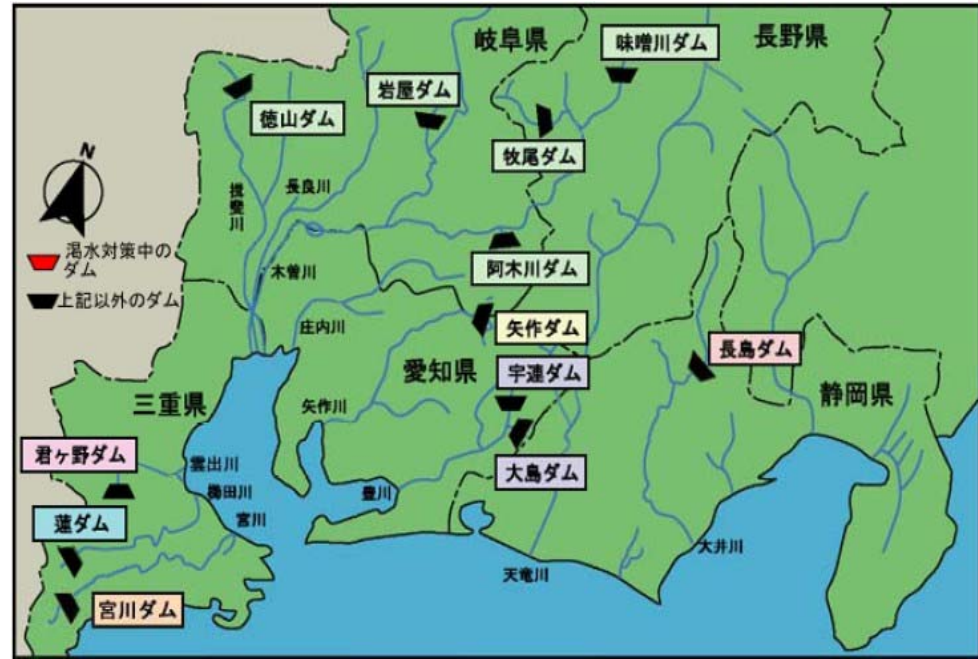 岐阜県
味噌川ダム
長野県
岩屋ダム
徳山ダム
牧尾ダム
N
揖斐川
長良川
渇水対策中の
ダム
木曽川
阿木川ダム
上記以外のダム
庄内川
矢作ダム
長島ダム
愛知県
宇連ダム
静岡県
三重県
矢作川
君ヶ野ダム
雲出川
大島ダム
櫛田川
豊川
蓮ダム
宮川
大井川
天竜川
宮川ダム